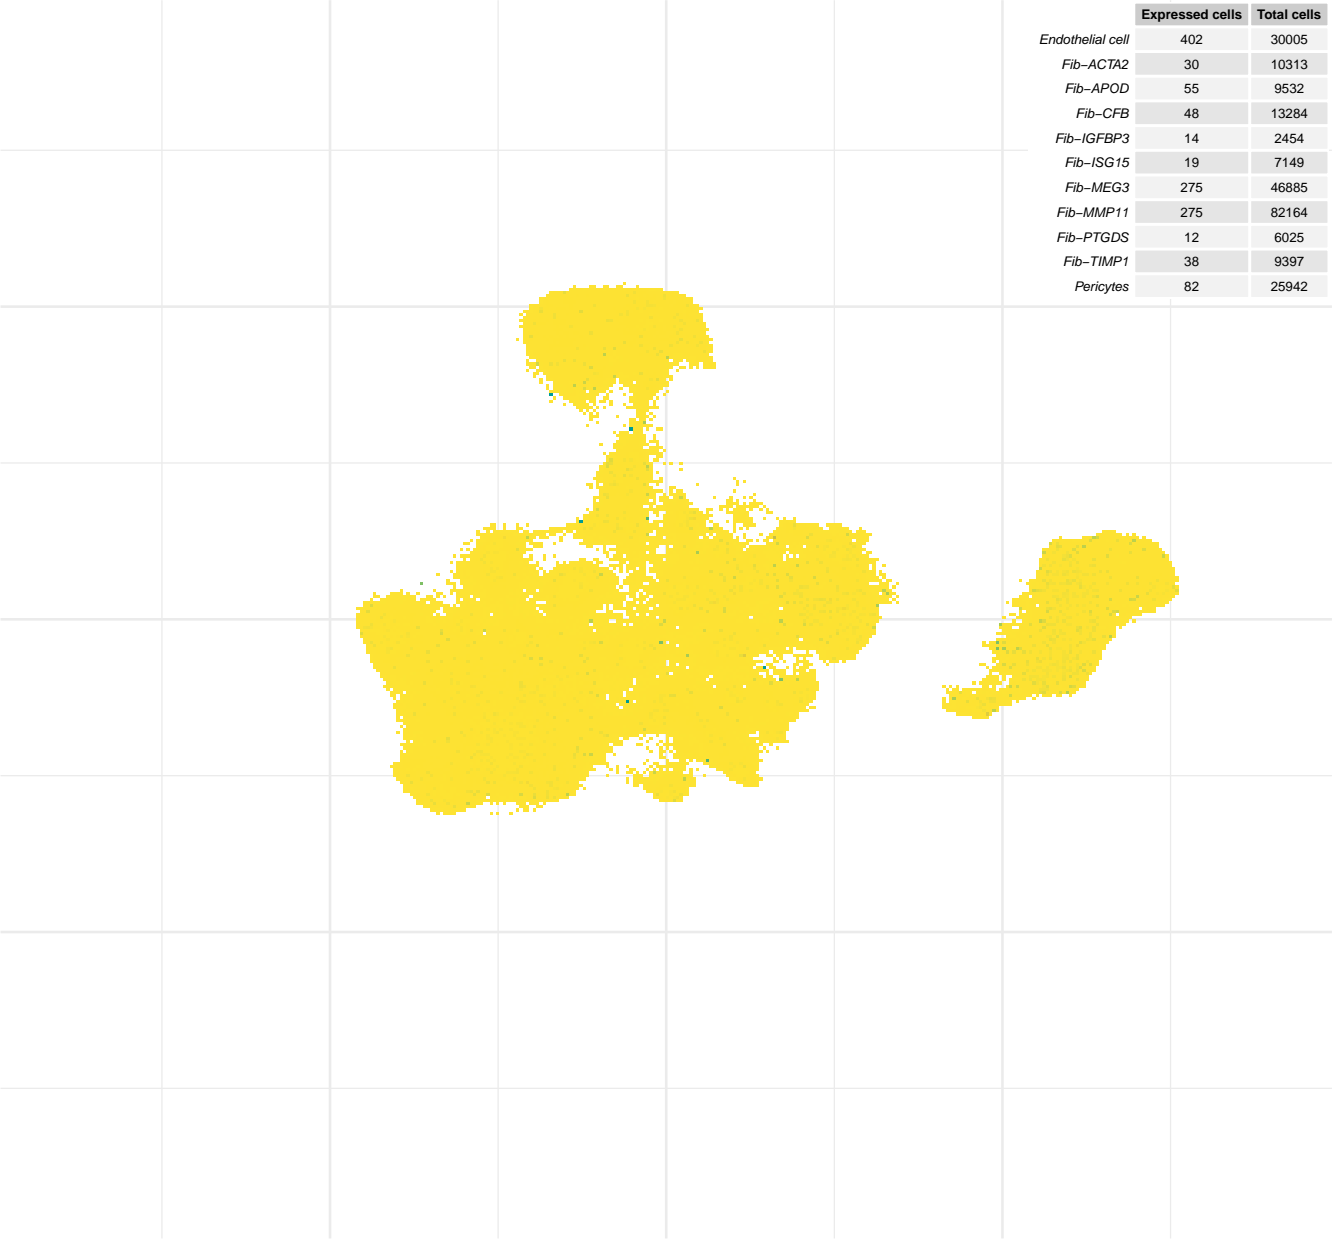 Expressed cells Total cells
Endothelial cell 402 30005
Fib−ACTA2 30 10313
Fib−APOD 55 9532
Fib−CFB 48 13284
Fib−IGFBP3 14 2454
Fib−ISG15 19 7149
Fib−MEG3 275 46885
Fib−MMP11 275 82164
Fib−PTGDS 12 6025
Fib−TIMP1 38 9397
Pericytes 82 25942